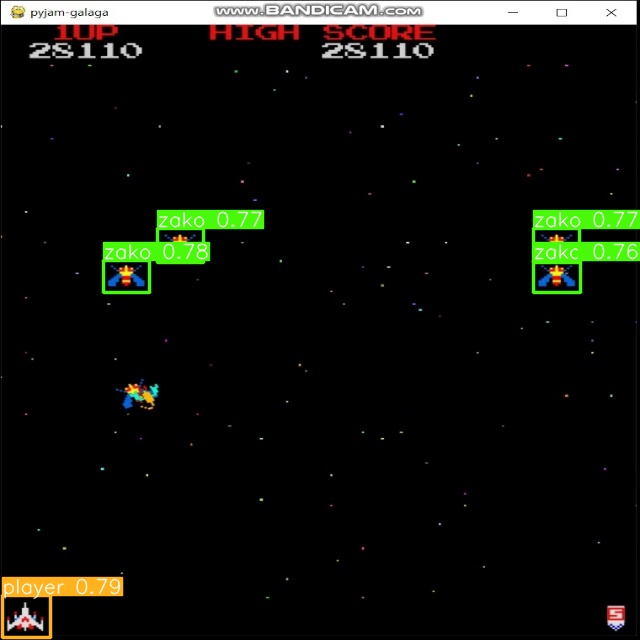 pyjam-galaga
www.BANDICAM.com
1UP HIGH SCORE
28110 28110
zako 0.77 zako 0.77
zako 0.78 zako 0.76
player 0.79
5